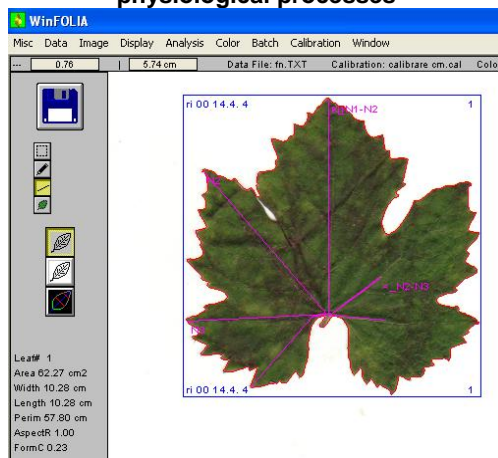 physiological processes
WinFOLIA
Misc Data Image Display Analysis Color Batch Calibration Window
--- 0.76 | 5.74 cm Data File: fn.TXT Calibration: calibrare cm.cal Colo
ri 00 14.4. 4 1
N1-N2
N2-N3
ri 00 14.4. 4 1
Leaf# 1
Area 62.27 cm2
Width 10.28 cm
Length 10.28 cm
Perim 57.80 cm
AspectR 1.00
FormC 0.23